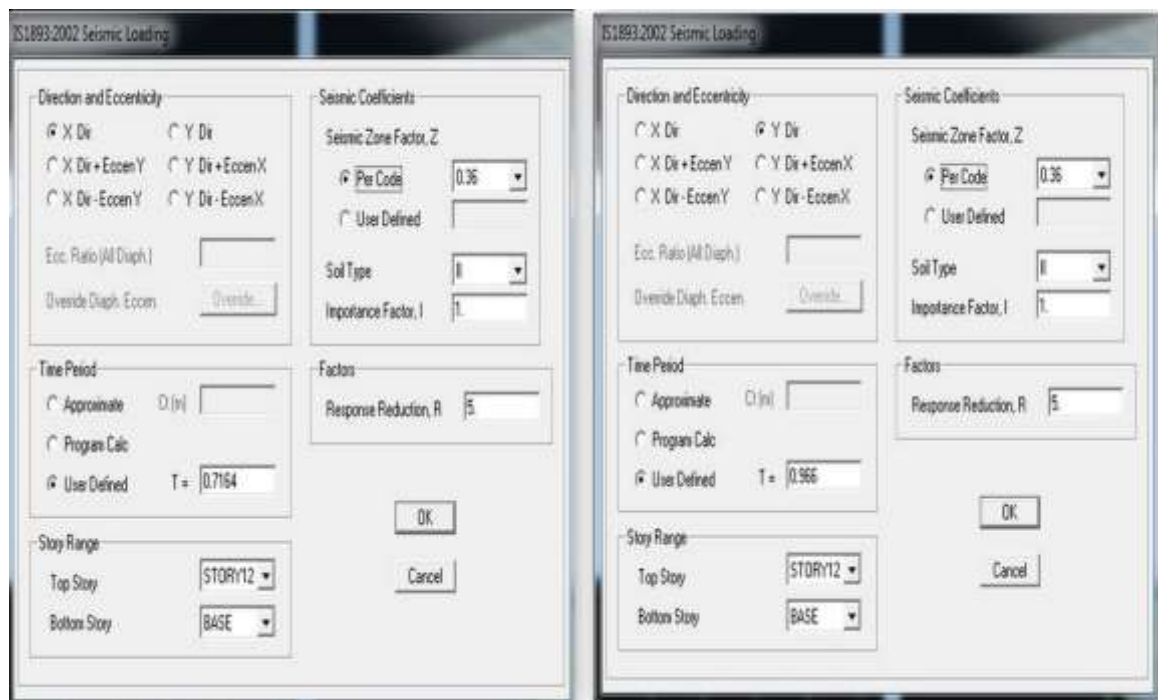 IS1893:2002 Seismic Loading
Direction and Eccentricity
X Dir Y Dir
X Dir + Eccen Y Y Dir + Eccen X
X Dir - Eccen Y Y Dir - Eccen X
Ecc. Ratio (All Diaph.)
Override Diaph. Eccen. Override...
Seismic Coefficients
Seismic Zone Factor, Z
Per Code 0.36
User Defined
Soil Type II
Importance Factor, I 1.
Time Period
Approximate Ct (m)
Program Calc
User Defined T = 0.7164
Factors
Response Reduction, R 5.
Story Range
Top Story STORY12
Bottom Story BASE
OK
Cancel
IS1893:2002 Seismic Loading
Direction and Eccentricity
X Dir Y Dir
X Dir + Eccen Y Y Dir + Eccen X
X Dir - Eccen Y Y Dir - Eccen X
Ecc. Ratio (All Diaph.)
Override Diaph. Eccen. Override...
Seismic Coefficients
Seismic Zone Factor, Z
Per Code 0.36
User Defined
Soil Type II
Importance Factor, I 1.
Time Period
Approximate Ct (m)
Program Calc
User Defined T = 0.966
Factors
Response Reduction, R 5.
Story Range
Top Story STORY12
Bottom Story BASE
OK
Cancel